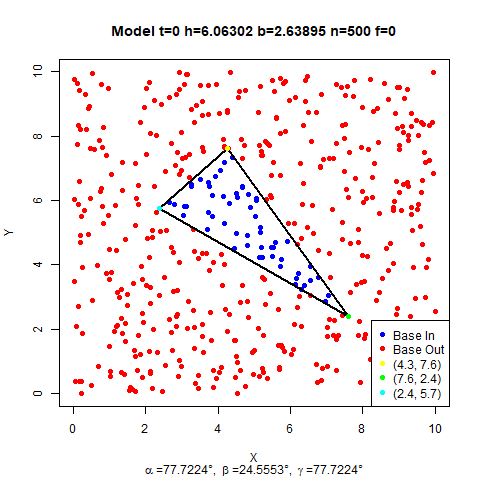 Model t=0 h=6.06302 b=2.63895 n=500 f=0
10
8
6
4
2
0
Y
Base In
Base Out
(4.3, 7.6)
(7.6, 2.4)
(2.4, 5.7)
0 2 4 6 8 10
X
α=77.7224°, β=24.5553°, γ=77.7224°